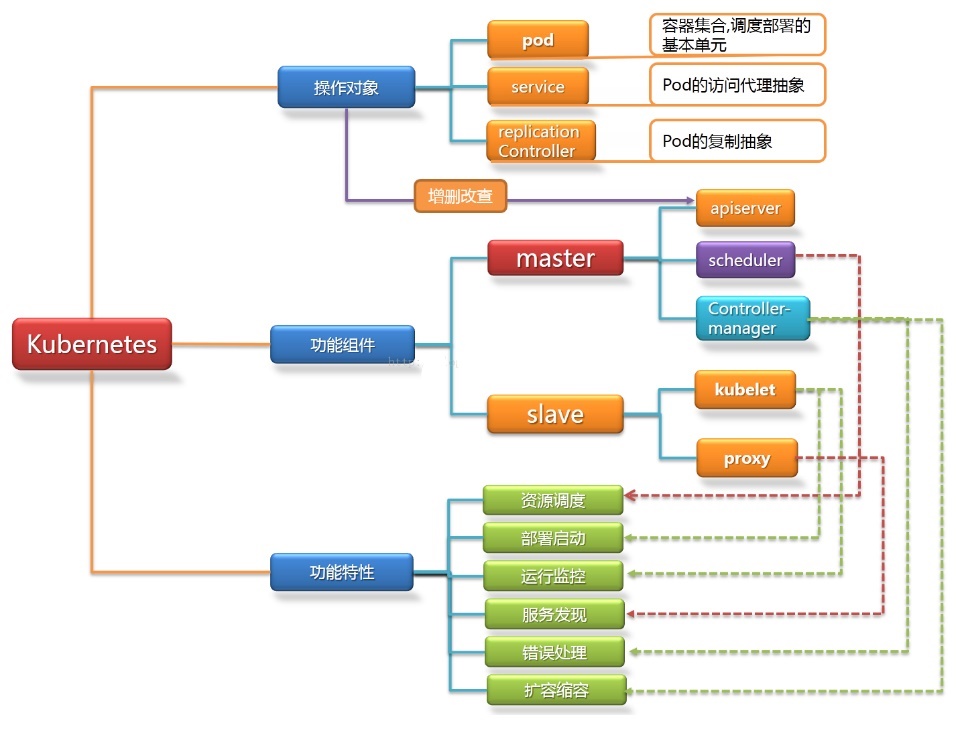 pod
容器集合,调度部署的
基本单元
操作对象
service
Pod的访问代理抽象
replication
Controller
Pod的复制抽象
增删改查
apiserver
master
scheduler
Controller-
manager
Kubernetes
功能组件
kubelet
slave
proxy
资源调度
部署启动
功能特性
运行监控
服务发现
错误处理
扩容缩容